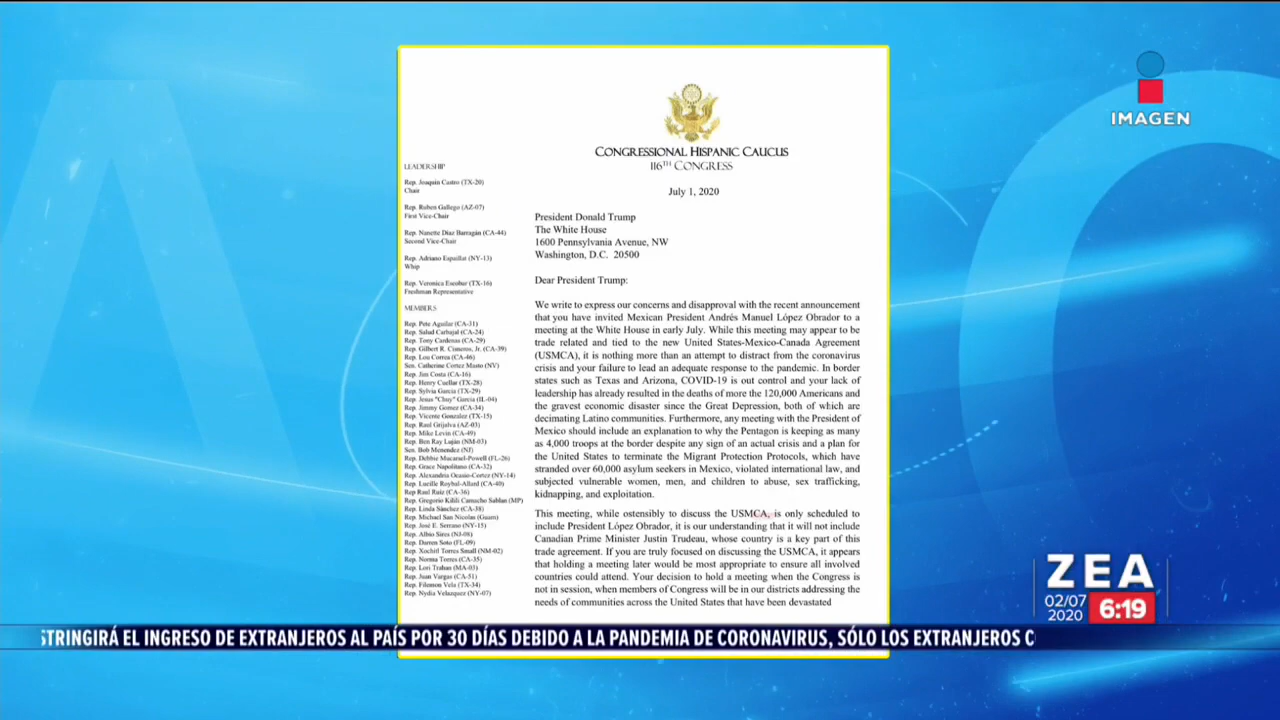 IMAGEN
CONGRESSIONAL HISPANIC CAUCUS
116TH CONGRESS
July 1, 2020
LEADERSHIP
Rep. Joaquin Castro (TX-20)
Chair
Rep. Ruben Gallego (AZ-07)
First Vice-Chair
Rep. Nanette Diaz Barragán (CA-44)
Second Vice-Chair
Rep. Adriano Espaillat (NY-13)
Whip
Rep. Veronica Escobar (TX-16)
Freshman Representative
MEMBERS
Rep. Pete Aguilar (CA-31)
Rep. Salud Carbajal (CA-24)
Rep. Tony Cardenas (CA-29)
Rep. Gilbert R. Cisneros, Jr. (CA-39)
Rep. Lou Correa (CA-46)
Sen. Catherine Cortez Masto (NV)
Rep. Jim Costa (CA-16)
Rep. Henry Cuellar (TX-28)
Rep. Sylvia Garcia (TX-29)
Rep. Jesus "Chuy" Garcia (IL-04)
Rep. Jimmy Gomez (CA-34)
Rep. Vicente Gonzalez (TX-15)
Rep. Raul Grijalva (AZ-03)
Rep. Mike Levin (CA-49)
Rep. Ben Ray Luján (NM-03)
Sen. Bob Menendez (NJ)
Rep. Debbie Mucarsel-Powell (FL-26)
Rep. Grace Napolitano (CA-32)
Rep. Alexandria Ocasio-Cortez (NY-14)
Rep. Lucille Roybal-Allard (CA-40)
Rep Raul Ruiz (CA-36)
Rep. Gregorio Kilili Camacho Sablan (MP)
Rep. Linda Sánchez (CA-38)
Rep. Michael San Nicolas (Guam)
Rep. José E. Serrano (NY-15)
Rep. Albio Sires (NJ-08)
Rep. Darren Soto (FL-09)
Rep. Xochitl Torres Small (NM-02)
Rep. Norma Torres (CA-35)
Rep. Lori Trahan (MA-03)
Rep. Juan Vargas (CA-51)
Rep. Filemon Vela (TX-34)
Rep. Nydia Velazquez (NY-07)
President Donald Trump
The White House
1600 Pennsylvania Avenue, NW
Washington, D.C. 20500
Dear President Trump:
We write to express our concerns and disapproval with the recent announcement
that you have invited Mexican President Andrés Manuel López Obrador to a
meeting at the White House in early July. While this meeting may appear to be
trade related and tied to the new United States-Mexico-Canada Agreement
(USMCA), it is nothing more than an attempt to distract from the coronavirus
crisis and your failure to lead an adequate response to the pandemic. In border
states such as Texas and Arizona, COVID-19 is out control and your lack of
leadership has already resulted in the deaths of more the 120,000 Americans and
the gravest economic disaster since the Great Depression, both of which are
decimating Latino communities. Furthermore, any meeting with the President of
Mexico should include an explanation to why the Pentagon is keeping as many
as 4,000 troops at the border despite any sign of an actual crisis and a plan for
the United States to terminate the Migrant Protection Protocols, which have
stranded over 60,000 asylum seekers in Mexico, violated international law, and
subjected vulnerable women, men, and children to abuse, sex trafficking,
kidnapping, and exploitation.
This meeting, while ostensibly to discuss the USMCA, is only scheduled to
include President López Obrador, it is our understanding that it will not include
Canadian Prime Minister Justin Trudeau, whose country is a key part of this
trade agreement. If you are truly focused on discussing the USMCA, it appears
that holding a meeting later would be most appropriate to ensure all involved
countries could attend. Your decision to hold a meeting when the Congress is
not in session, when members of Congress will be in our districts addressing the
needs of communities across the United States that have been devastated
ZEA
02/07
2020
6:19
STRINGIRÁ EL INGRESO DE EXTRANJEROS AL PAÍS POR 30 DÍAS DEBIDO A LA PANDEMIA DE CORONAVIRUS, SÓLO LOS EXTRANJEROS C